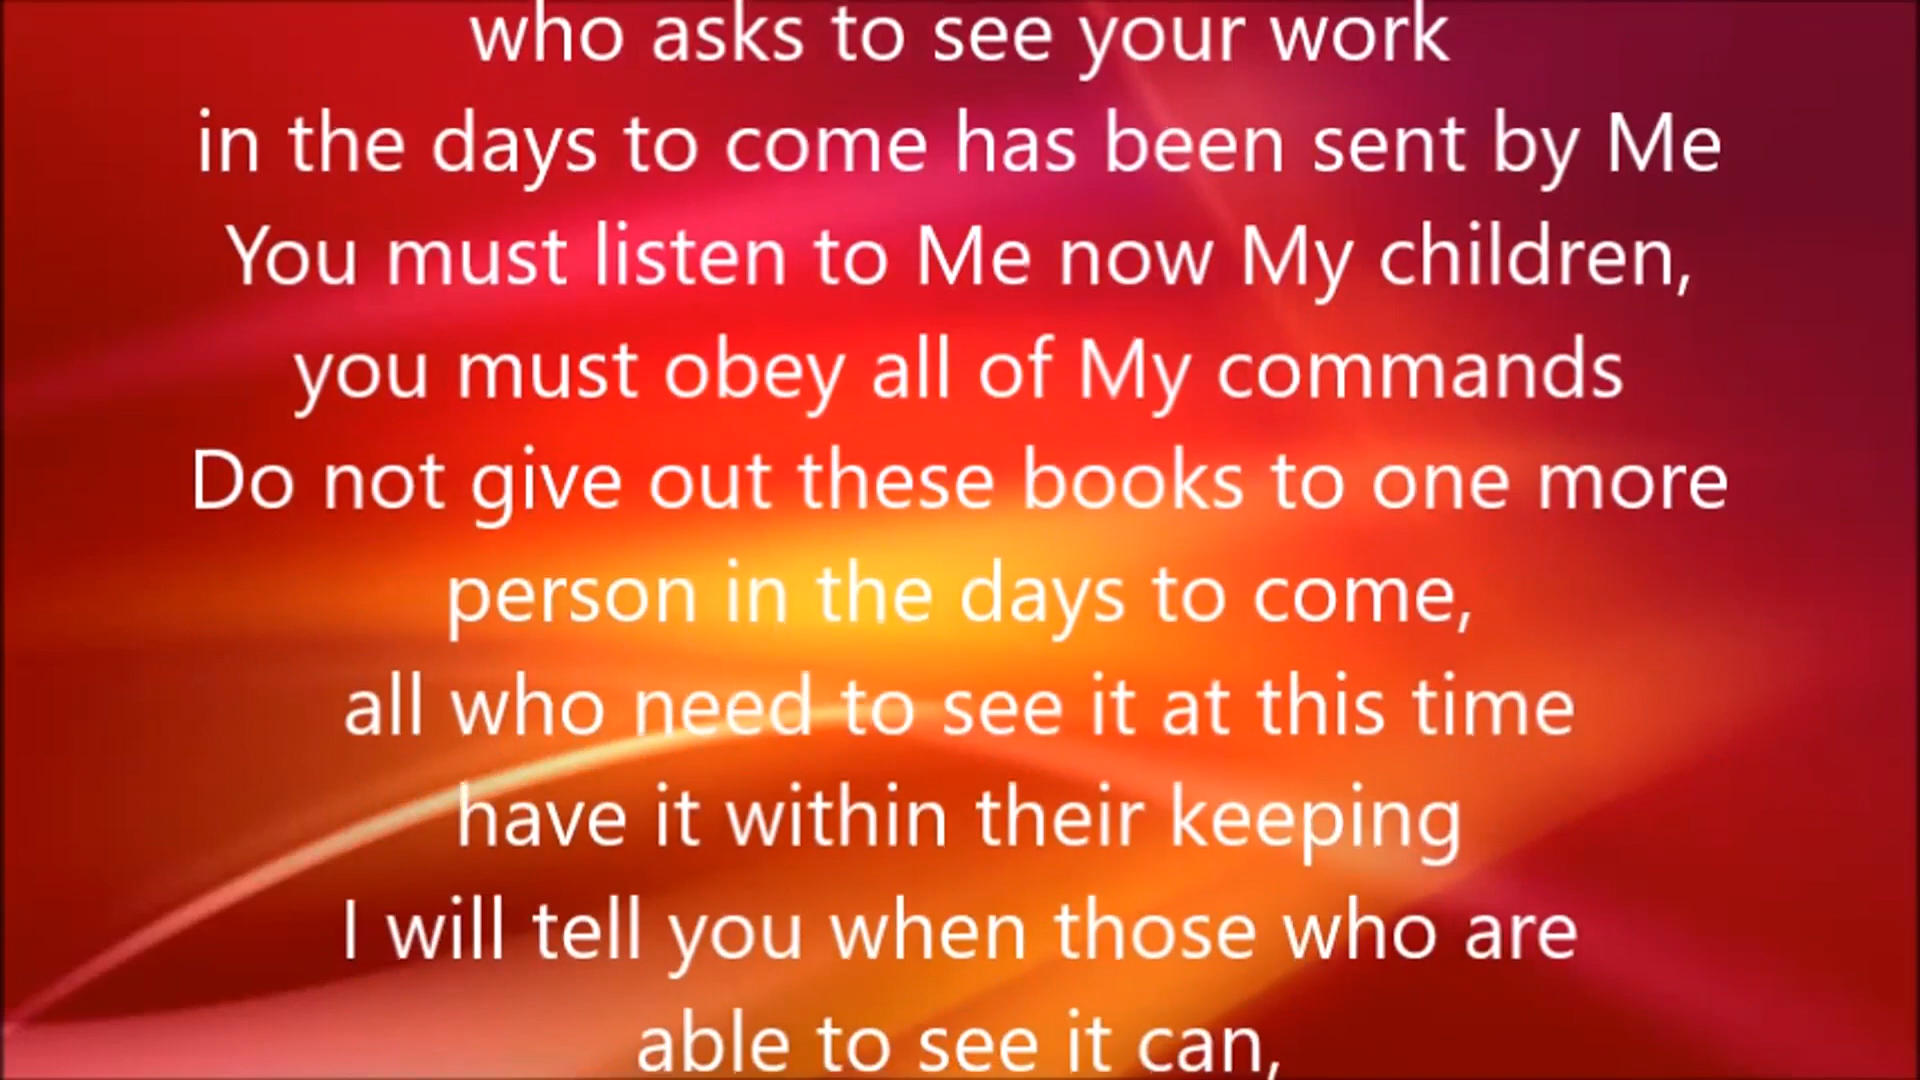 who asks to see your work
in the days to come has been sent by Me
You must listen to Me now My children,
you must obey all of My commands
Do not give out these books to one more
person in the days to come,
all who need to see it at this time
have it within their keeping
I will tell you when those who are
able to see it can,